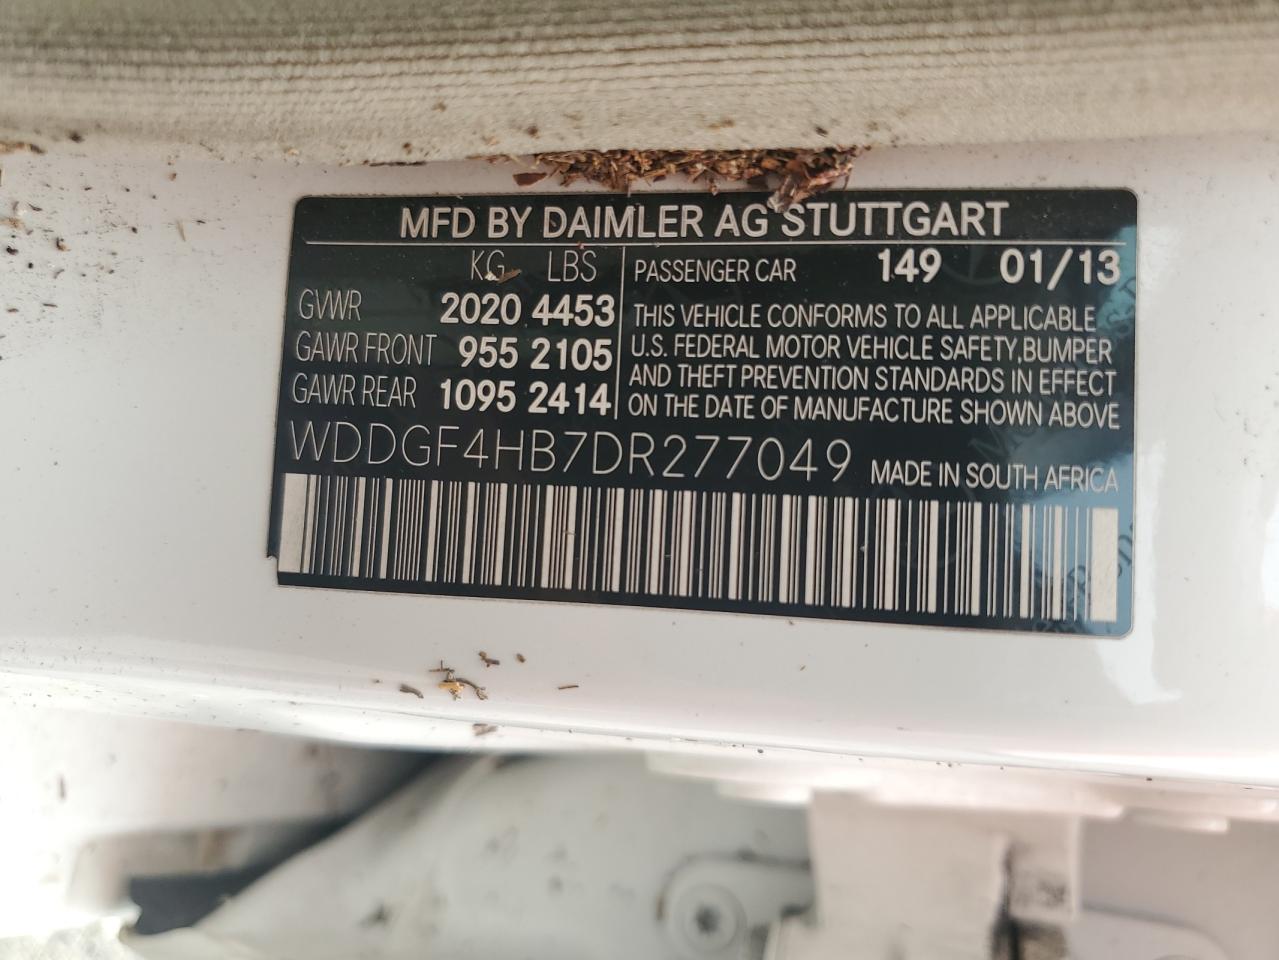 MFD BY DAIMLER AG STUTTGART
KG LBS
GVWR 2020 4453
GAWR FRONT 955 2105
GAWR REAR 1095 2414
PASSENGER CAR 149 01/13
THIS VEHICLE CONFORMS TO ALL APPLICABLE
U.S. FEDERAL MOTOR VEHICLE SAFETY,BUMPER
AND THEFT PREVENTION STANDARDS IN EFFECT
ON THE DATE OF MANUFACTURE SHOWN ABOVE
WDDGF4HB7DR277049 MADE IN SOUTH AFRICA